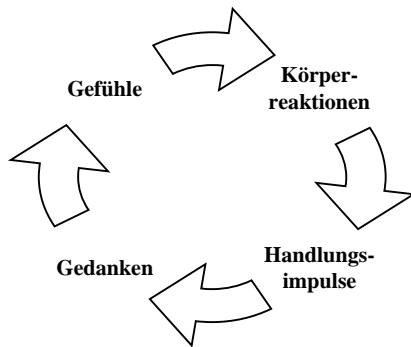 Gefühle
Körper-
reaktionen
Handlungs-
impulse
Gedanken